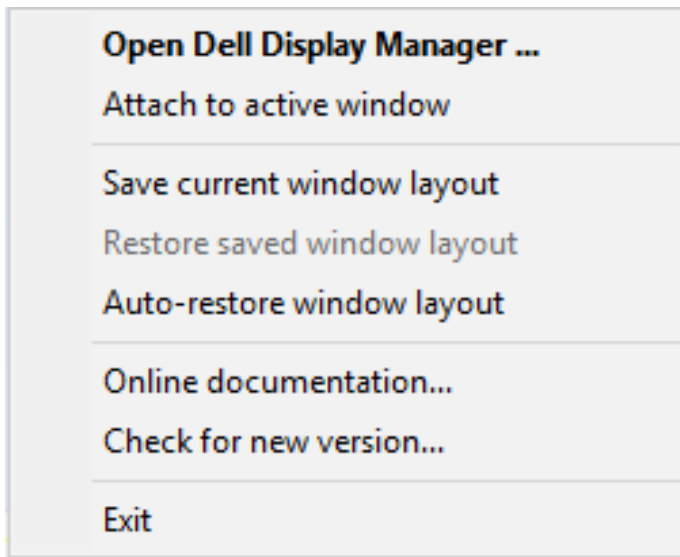 Open Dell Display Manager ...
Attach to active window
Save current window layout
Restore saved window layout
Auto-restore window layout
Online documentation...
Check for new version...
Exit